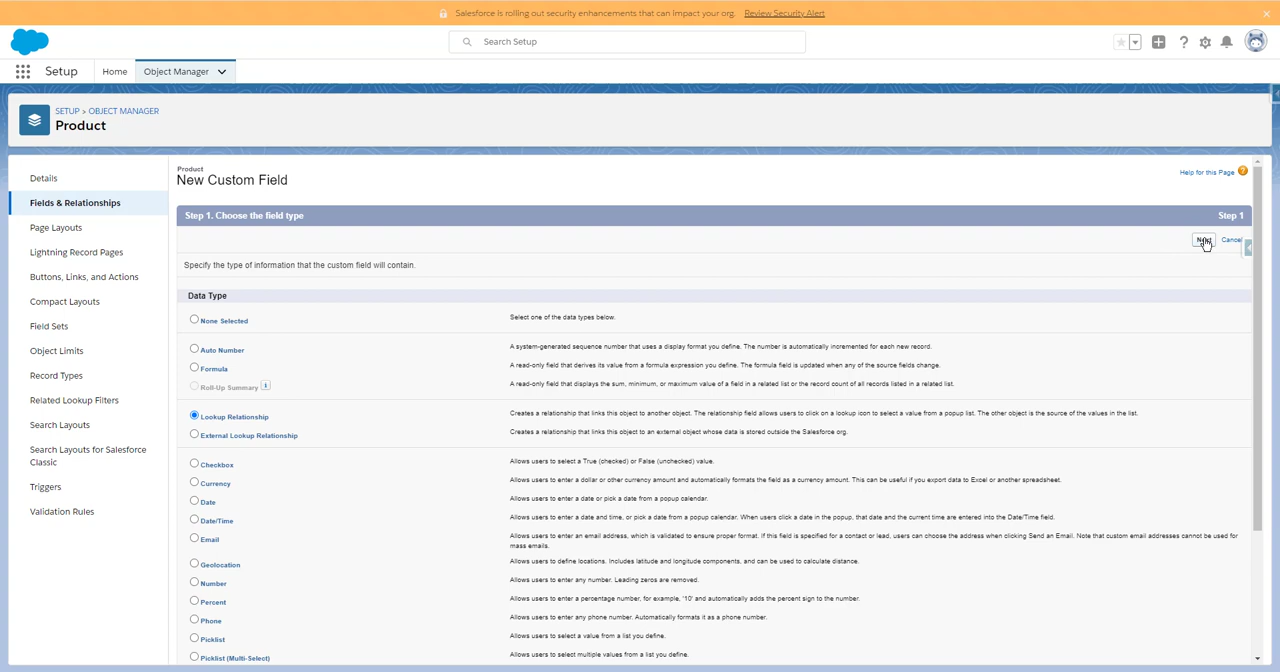 Salesforce is rolling out security enhancements that can impact your org. Review Security Alert
Search Setup
Setup Home Object Manager
SETUP > OBJECT MANAGER
Product
Details
Fields & Relationships
Page Layouts
Lightning Record Pages
Buttons, Links, and Actions
Compact Layouts
Field Sets
Object Limits
Record Types
Related Lookup Filters
Search Layouts
Search Layouts for Salesforce
Classic
Triggers
Validation Rules
Product
New Custom Field
Help for this Page
Step 1. Choose the field type Step 1
Next Cancel
Specify the type of information that the custom field will contain.
Data Type
None Selected Select one of the data types below.
Auto Number A system-generated sequence number that uses a display format you define. The number is automatically incremented for each new record.
Formula A read-only field that derives its value from a formula expression you define. The formula field is updated when any of the source fields change.
Roll-Up Summary A read-only field that displays the sum, minimum, or maximum value of a field in a related list or the record count of all records listed in a related list.
Lookup Relationship Creates a relationship that links this object to another object. The relationship field allows users to click on a lookup icon to select a value from a popup list. The other object is the source of the values in the list.
External Lookup Relationship Creates a relationship that links this object to an external object whose data is stored outside the Salesforce org.
Checkbox Allows users to select a True (checked) or False (unchecked) value.
Currency Allows users to enter a dollar or other currency amount and automatically formats the field as a currency amount. This can be useful if you export data to Excel or another spreadsheet.
Date Allows users to enter a date or pick a date from a popup calendar.
Date/Time Allows users to enter a date and time, or pick a date from a popup calendar. When users click a date in the popup, that date and the current time are entered into the Date/Time field.
Email Allows users to enter an email address, which is validated to ensure proper format. If this field is specified for a contact or lead, users can choose the address when clicking Send an Email. Note that custom email addresses cannot be used for
mass emails.
Geolocation Allows users to define locations. Includes latitude and longitude components, and can be used to calculate distance.
Number Allows users to enter any number. Leading zeros are removed.
Percent Allows users to enter a percentage number, for example, '10' and automatically adds the percent sign to the number.
Phone Allows users to enter any phone number. Automatically formats it as a phone number.
Picklist Allows users to select a value from a list you define.
Picklist (Multi-Select) Allows users to select multiple values from a list you define.